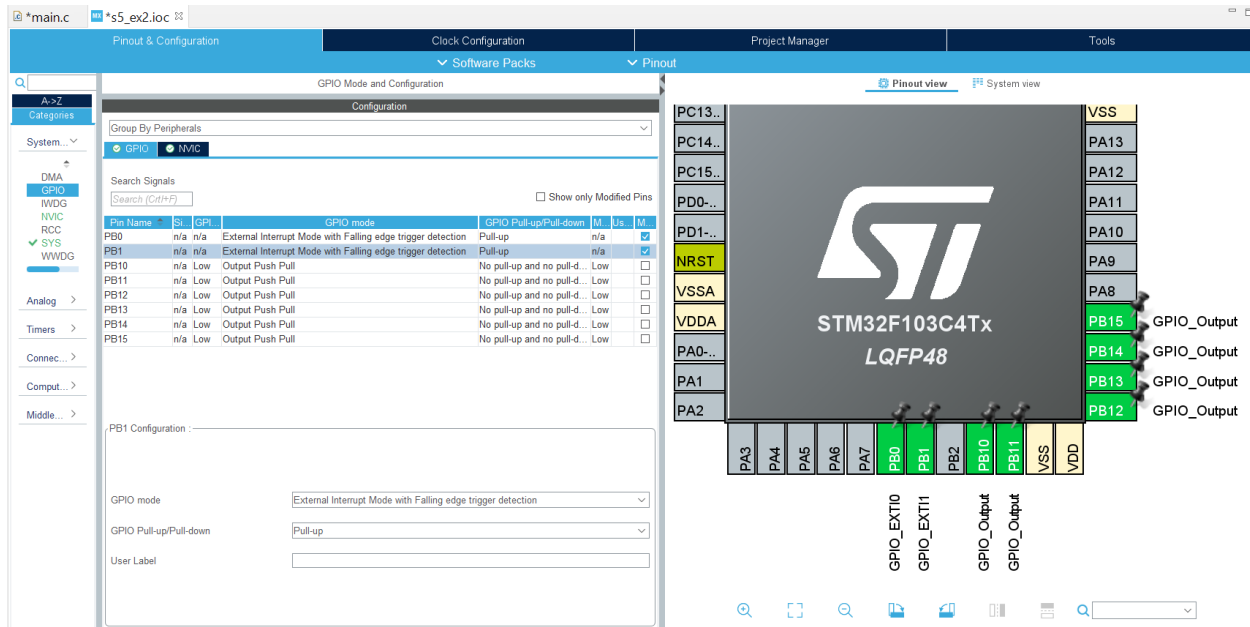 *main.c *s5_ex2.ioc
Pinout & Configuration Clock Configuration Project Manager Tools
Software Packs Pinout
GPIO Mode and Configuration
Pinout view System view
A->Z
Categories
System...
DMA
GPIO
IWDG
NVIC
RCC
SYS
WWDG
Analog
Timers
Connec...
Comput...
Middle...
Configuration
Group By Peripherals
GPIO NVIC
Search Signals
Search (Crtl+F) Show only Modified Pins
Pin Name Si... GPI... GPIO mode GPIO Pull-up/Pull-down M... Us... M...
PB0 n/a n/a External Interrupt Mode with Falling edge trigger detection Pull-up n/a
PB1 n/a n/a External Interrupt Mode with Falling edge trigger detection Pull-up n/a
PB10 n/a Low Output Push Pull No pull-up and no pull-d... Low
PB11 n/a Low Output Push Pull No pull-up and no pull-d... Low
PB12 n/a Low Output Push Pull No pull-up and no pull-d... Low
PB13 n/a Low Output Push Pull No pull-up and no pull-d... Low
PB14 n/a Low Output Push Pull No pull-up and no pull-d... Low
PB15 n/a Low Output Push Pull No pull-up and no pull-d... Low
PB1 Configuration :
GPIO mode External Interrupt Mode with Falling edge trigger detection
GPIO Pull-up/Pull-down Pull-up
User Label
PC13..
PC14..
PC15..
PD0-..
PD1-..
NRST
VSSA
VDDA
PA0-..
PA1
PA2
STM32F103C4Tx
LQFP48
VSS
PA13
PA12
PA11
PA10
PA9
PA8
PB15 GPIO_Output
PB14 GPIO_Output
PB13 GPIO_Output
PB12 GPIO_Output
PA3
PA4
PA5
PA6
PA7
PB0
PB1
PB2
PB10
PB11
VSS
VDD
GPIO_EXTI0
GPIO_EXTI1
GPIO_Output
GPIO_Output